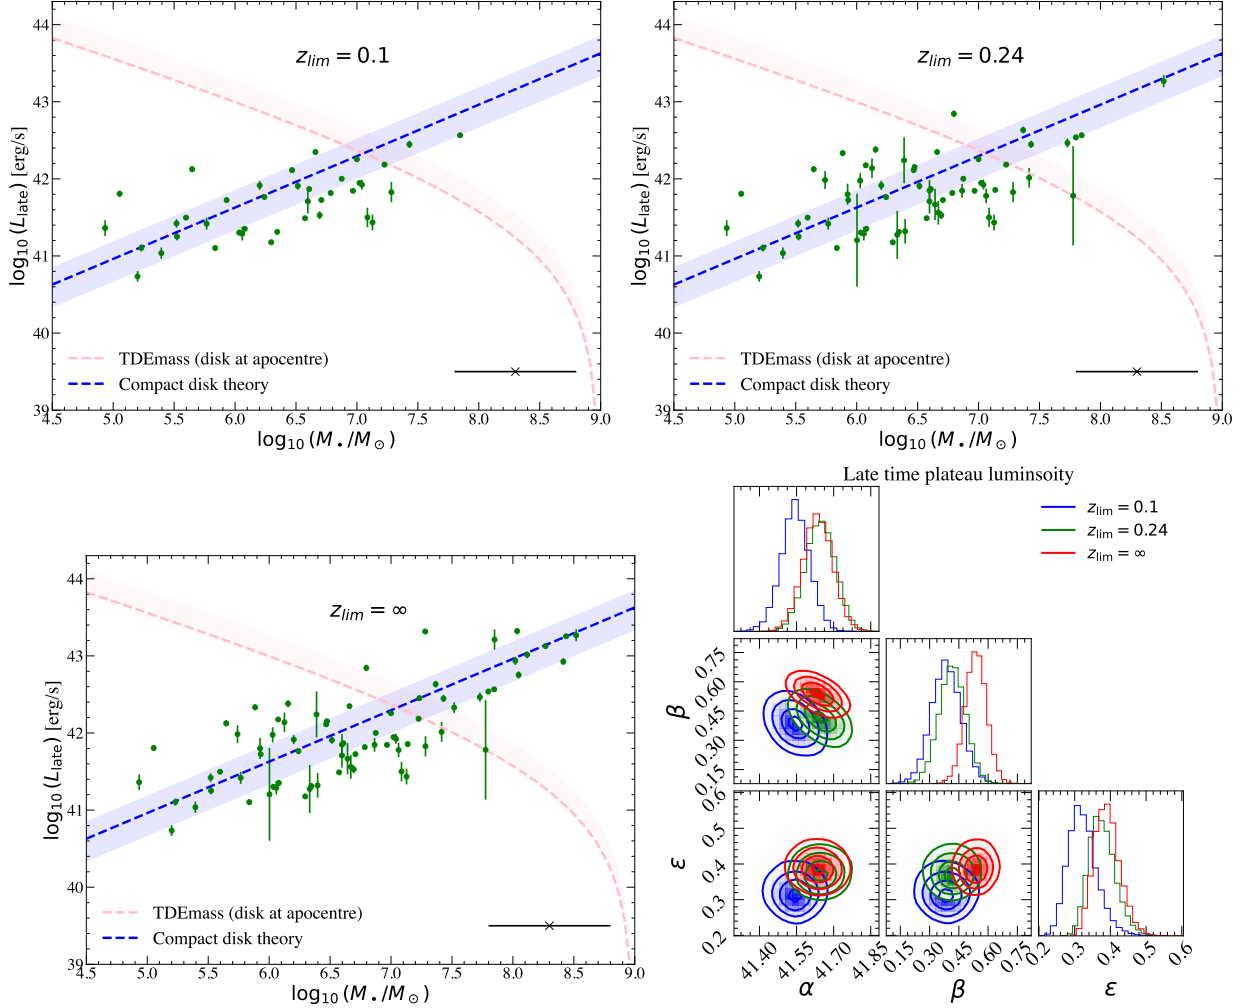 44
43
42
41
40
39
log₁₀(L_late) [erg/s]
z_lim = 0.1
TDEmass (disk at apocentre)
Compact disk theory
4.5 5.0 5.5 6.0 6.5 7.0 7.5 8.0 8.5 9.0
log₁₀(M•/M⊙)
44
43
42
41
40
39
log₁₀(L_late) [erg/s]
z_lim = 0.24
TDEmass (disk at apocentre)
Compact disk theory
4.5 5.0 5.5 6.0 6.5 7.0 7.5 8.0 8.5 9.0
log₁₀(M•/M⊙)
44
43
42
41
40
39
log₁₀(L_late) [erg/s]
z_lim = ∞
TDEmass (disk at apocentre)
Compact disk theory
4.5 5.0 5.5 6.0 6.5 7.0 7.5 8.0 8.5 9.0
log₁₀(M•/M⊙)
Late time plateau luminsoity
z_lim = 0.1
z_lim = 0.24
z_lim = ∞
β
0.75
0.60
0.45
0.30
0.15
ε
0.6
0.5
0.4
0.3
0.2
41.40 41.55 41.70 41.85
0.15 0.30 0.45 0.60 0.75
0.2 0.3 0.4 0.5 0.6
α
β
ε